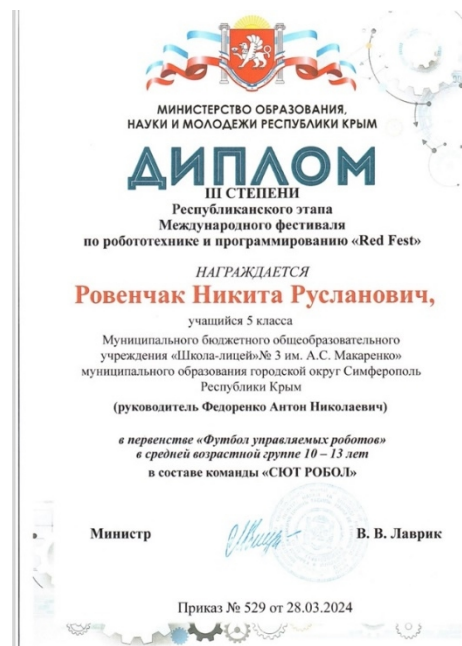 МИНИСТЕРСТВО ОБРАЗОВАНИЯ,
НАУКИ И МОЛОДЕЖИ РЕСПУБЛИКИ КРЫМ
ДИПЛОМ
III СТЕПЕНИ
Республиканского этапа
Международного фестиваля
по робототехнике и программированию «Red Fest»
НАГРАЖДАЕТСЯ
Ровенчак Никита Русланович,
учащийся 5 класса
Муниципального бюджетного общеобразовательного
учреждения «Школа-лицей»№ 3 им. А.С. Макаренко»
муниципального образования городской округ Симферополь
Республики Крым
(руководитель Федоренко Антон Николаевич)
в первенстве «Футбол управляемых роботов»
в средней возрастной группе 10 – 13 лет
в составе команды «СЮТ РОБОЛ»
Министр В. В. Лаврик
Приказ № 529 от 28.03.2024